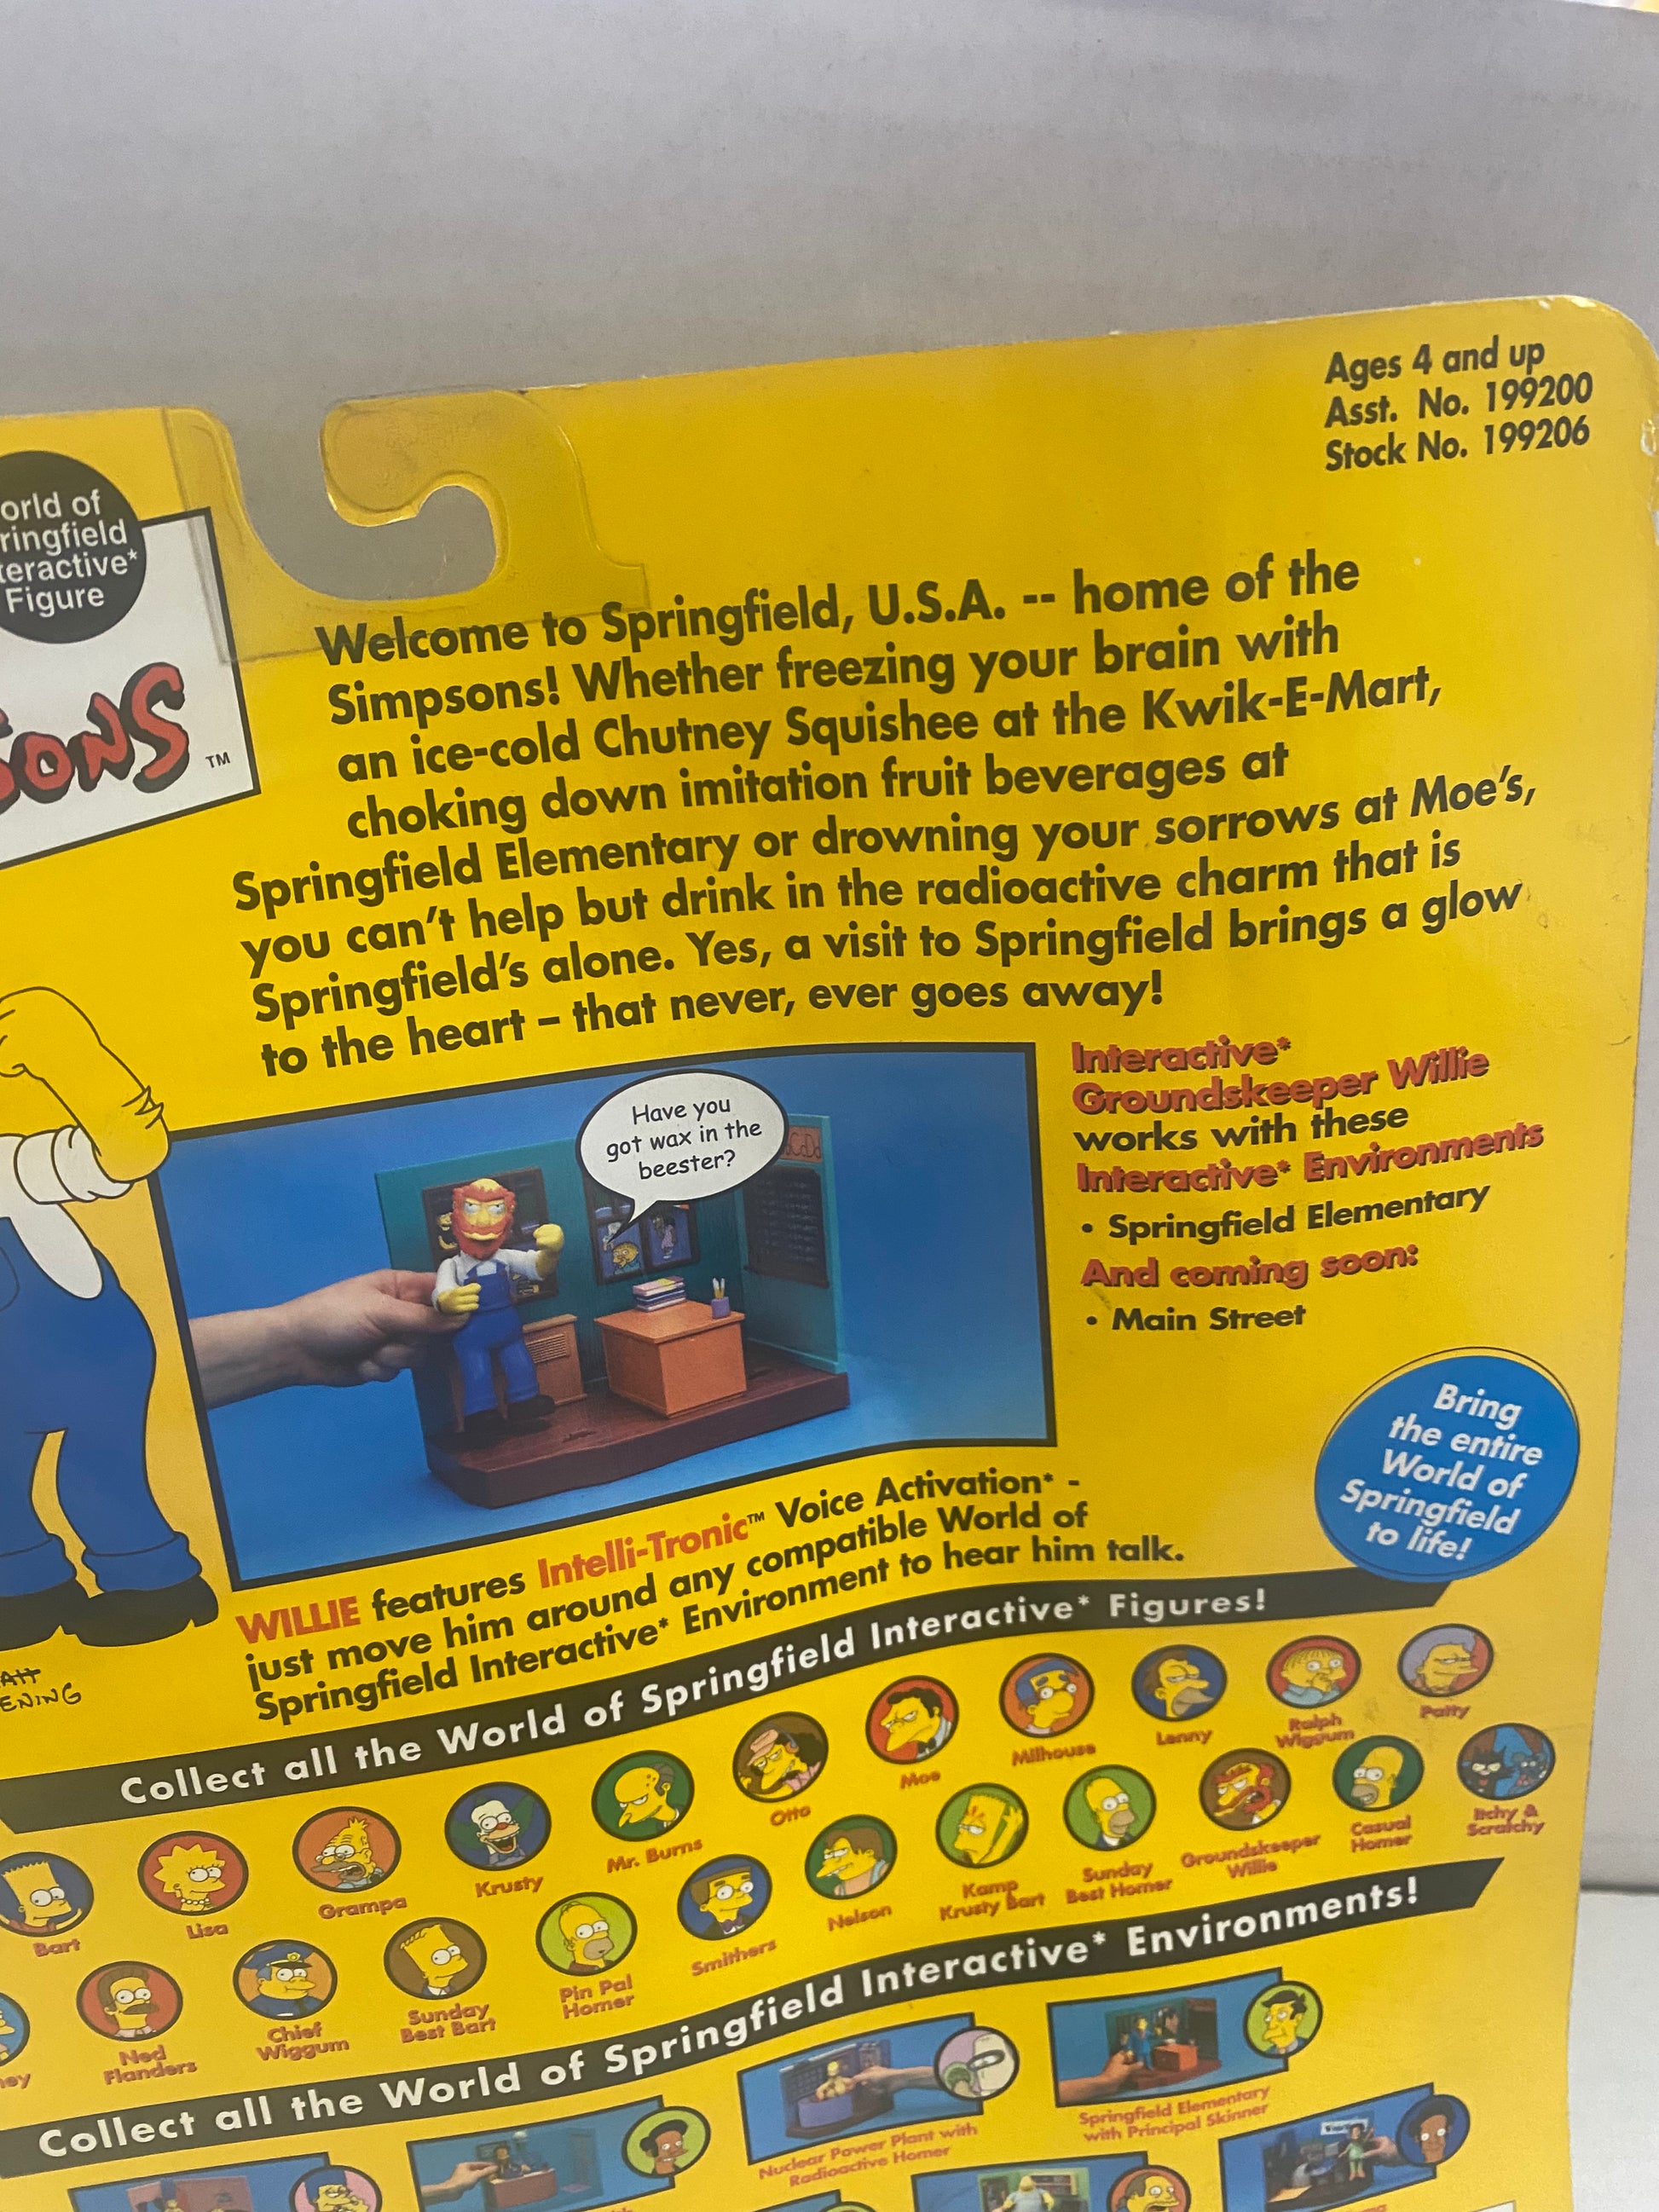 Ages 4 and up
Asst. No. 199200
Stock No. 199206
of
Figure
TM
Welcome to Springfield, U.S.A. -- home of the
Simpsons! Whether freezing your brain with
an ice-cold Chutney Squishee at the Kwik-E-Mart,
choking down imitation fruit beverages at
Springfield Elementary or drowning your sorrows at Moe's,
you can't help but drink in the radioactive charm that is
Springfield's alone. Yes, a visit to Springfield brings a glow
to the heart – that never, ever goes away!
Have you
got wax in the
beester?
Interactive*
Groundskeeper Willie
works with these
Interactive* Environments
• Springfield Elementary
And coming soon:
• Main Street
Bring
the entire
World of
Springfield
to life!
WILLIE features Intelli-Tronic™ Voice Activation* -
just move him around any compatible World of
Springfield Interactive* Environment to hear him talk.
Collect all the World of Springfield Interactive* Figures!
Bart
Lisa
Grampa
Krusty
Mr. Burns
Otto
Moe
Milhouse
Lenny
Ralph
Wiggum
Patty
Ned
Flanders
Chief
Wiggum
Sunday
Best Bart
Pin Pal
Homer
Smithers
Nelson
Kamp
Krusty Bart
Sunday
Best Homer
Groundskeeper
Willie
Casual
Homer
Itchy &
Scratchy
Collect all the World of Springfield Interactive* Environments!
Nuclear Power Plant with
Radioactive Homer
Springfield Elementary
with Principal Skinner